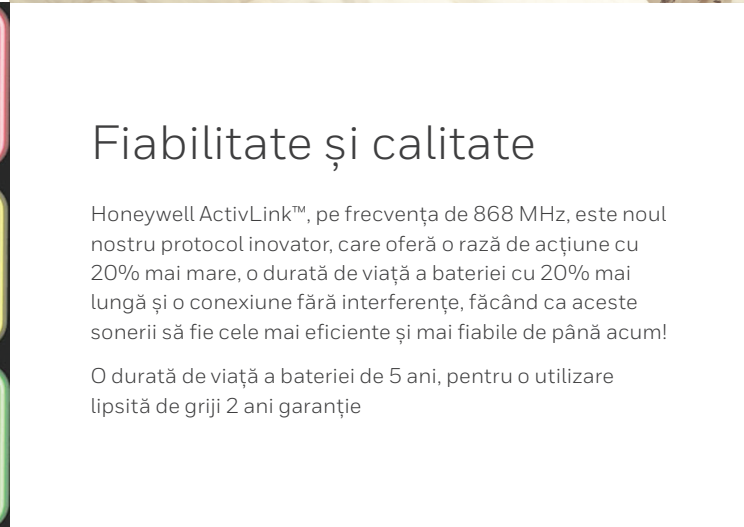 Fiabilitate și calitate
Honeywell ActivLink™, pe frecvența de 868 MHz, este noul
nostru protocol inovator, care oferă o rază de acțiune cu
20% mai mare, o durată de viață a bateriei cu 20% mai
lungă și o conexiune fără interferențe, făcând ca aceste
sonerii să fie cele mai eficiente și mai fiabile de până acum!
O durată de viață a bateriei de 5 ani, pentru o utilizare
lipsită de griji 2 ani garanție